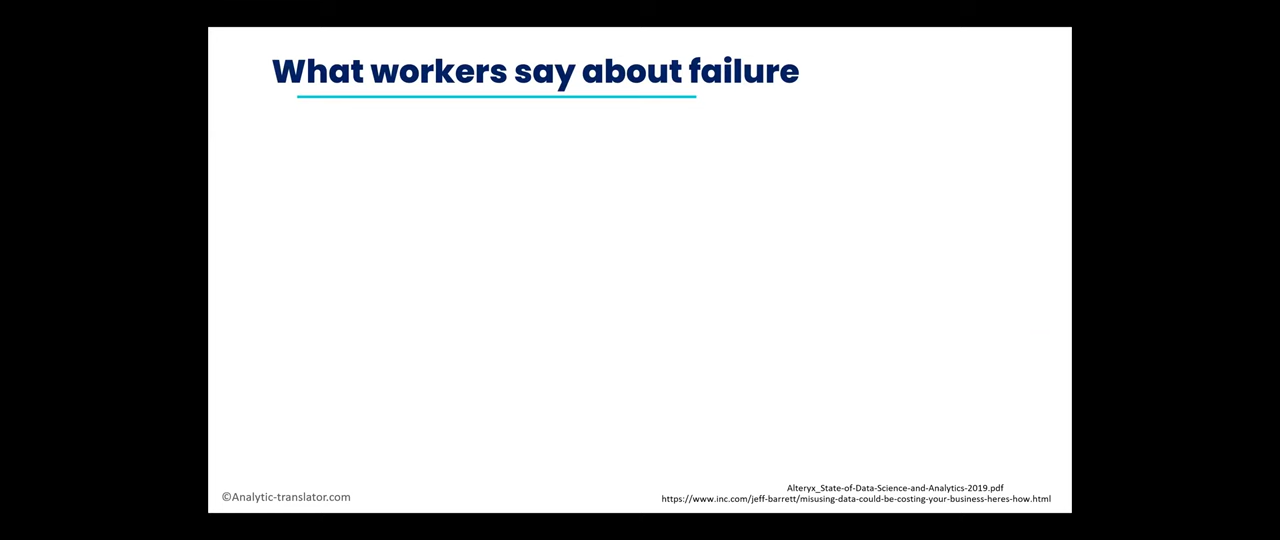 What workers say about failure
Alteryx_State-of-Data-Science-and-Analytics-2019.pdf
©Analytic-translator.com
https://www.inc.com/jeff-barrett/misusing-data-could-be-costing-your-business-heres-how.html